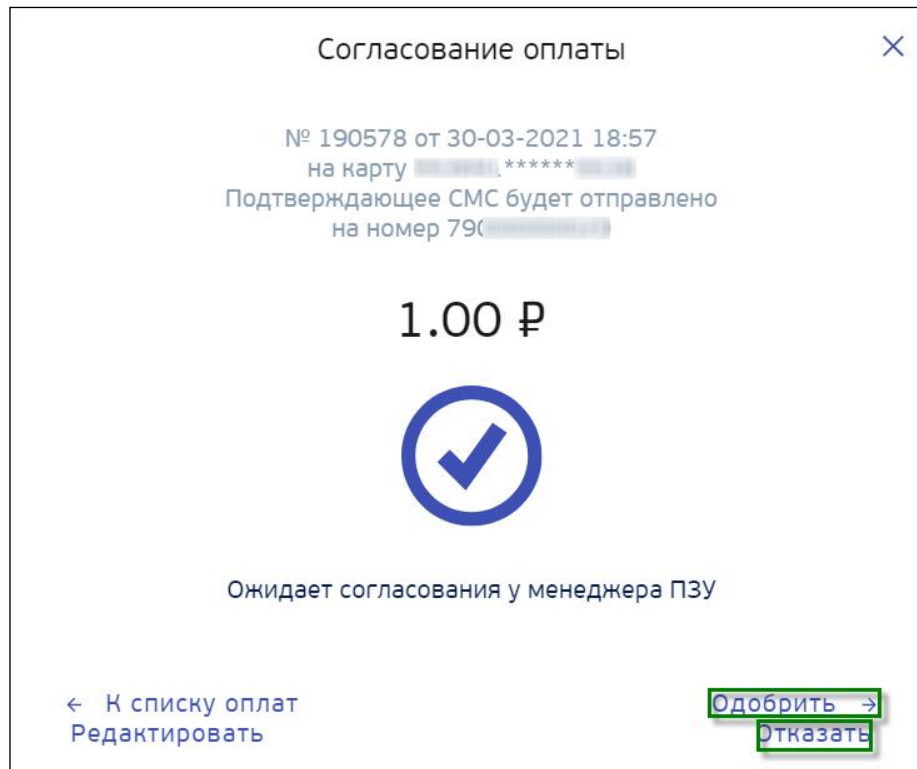 Согласование оплаты
№ 190578 от 30-03-2021 18:57
на карту ******
Подтверждающее СМС будет отправлено
на номер 790
1.00 ₽
Ожидает согласования у менеджера ПЗУ
← К списку оплат
Одобрить →
Редактировать
Отказать